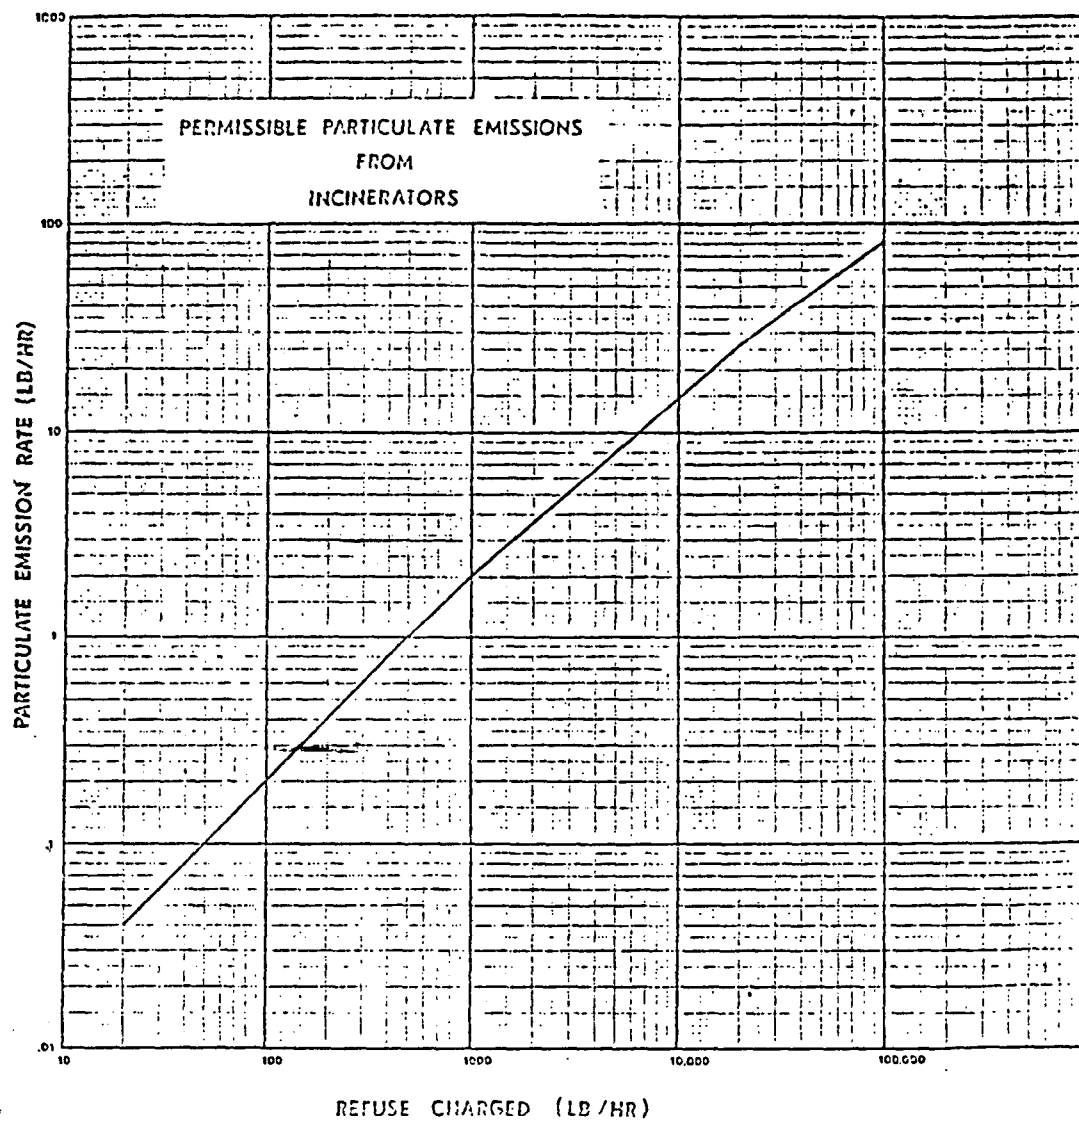 1000
PERMISSIBLE PARTICULATE EMISSIONS
FROM
INCINERATORS
100
10
1
.1
.01
PARTICULATE EMISSION RATE (LB/HR)
10 100 1000 10,000 100,000
REFUSE CHARGED (LB/HR)